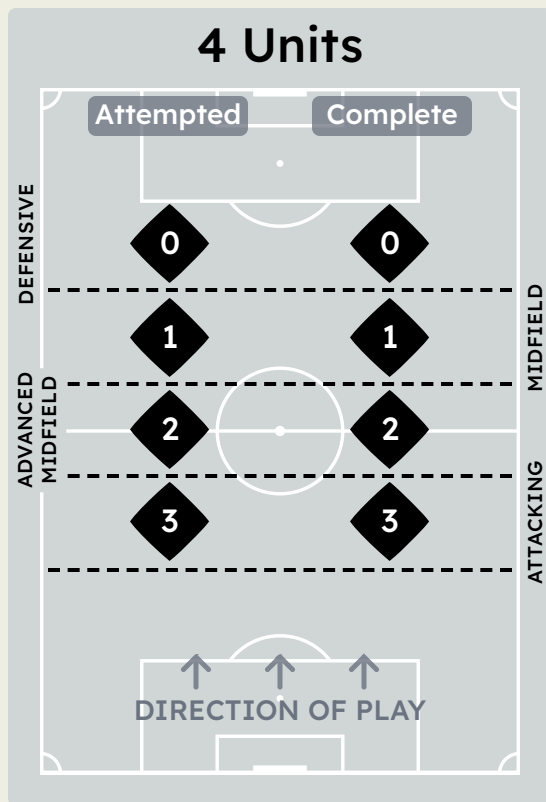 4 Units
Attempted
Complete
DEFENSIVE
0
0
MIDFIELD
1
1
ADVANCED
MIDFIELD
2
2
ATTACKING
3
3
DIRECTION OF PLAY